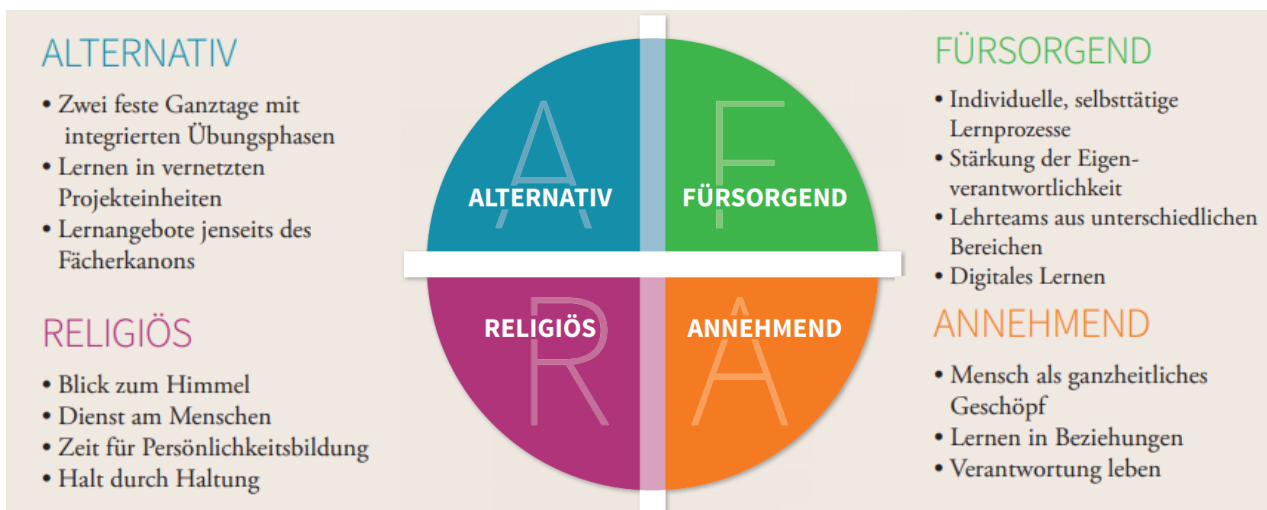 ALTERNATIV
• Zwei feste Ganztage mit
integrierten Übungsphasen
• Lernen in vernetzten
Projekteinheiten
• Lernangebote jenseits des
Fächerkanons
RELIGIÖS
• Blick zum Himmel
• Dienst am Menschen
• Zeit für Persönlichkeitsbildung
• Halt durch Haltung
A
ALTERNATIV
F
FÜRSORGEND
R
RELIGIÖS
A
ANNEHMEND
FÜRSORGEND
• Individuelle, selbsttätige
Lernprozesse
• Stärkung der Eigen-
verantwortlichkeit
• Lehrteams aus unterschiedlichen
Bereichen
• Digitales Lernen
ANNEHMEND
• Mensch als ganzheitliches
Geschöpf
• Lernen in Beziehungen
• Verantwortung leben